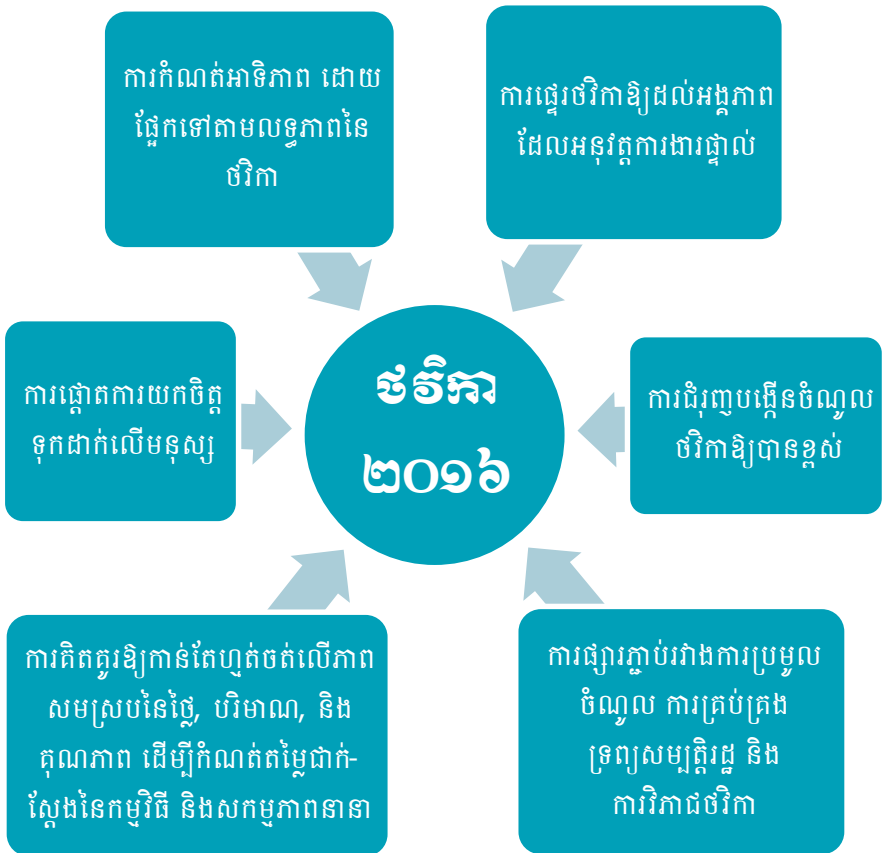 ការកំណត់អាទិភាព ដោយ
ផ្អែកទៅតាមលទ្ធភាពនៃ
ថវិកា
ការផ្ទេរថវិកាឱ្យដល់អង្គភាព
ដែលអនុវត្តការងារផ្ទាល់
ការផ្តោតការយកចិត្ត
ទុកដាក់លើមនុស្ស
ថវិកា
២០១៦
ការជំរុញបង្កើនចំណូល
ថវិកាឱ្យបានខ្ពស់
ការគិតគូរឱ្យកាន់តែហ្មត់ចត់លើភាព
សមស្របនៃថ្លៃ, បរិមាណ, និង
គុណភាព ដើម្បីកំណត់តម្លៃជាក់-
ស្តែងនៃកម្មវិធី និងសកម្មភាពនានា
ការផ្សារភ្ជាប់រវាងការប្រមូល
ចំណូល ការគ្រប់គ្រង
ទ្រព្យសម្បត្តិរដ្ឋ និង
ការវិភាជថវិកា